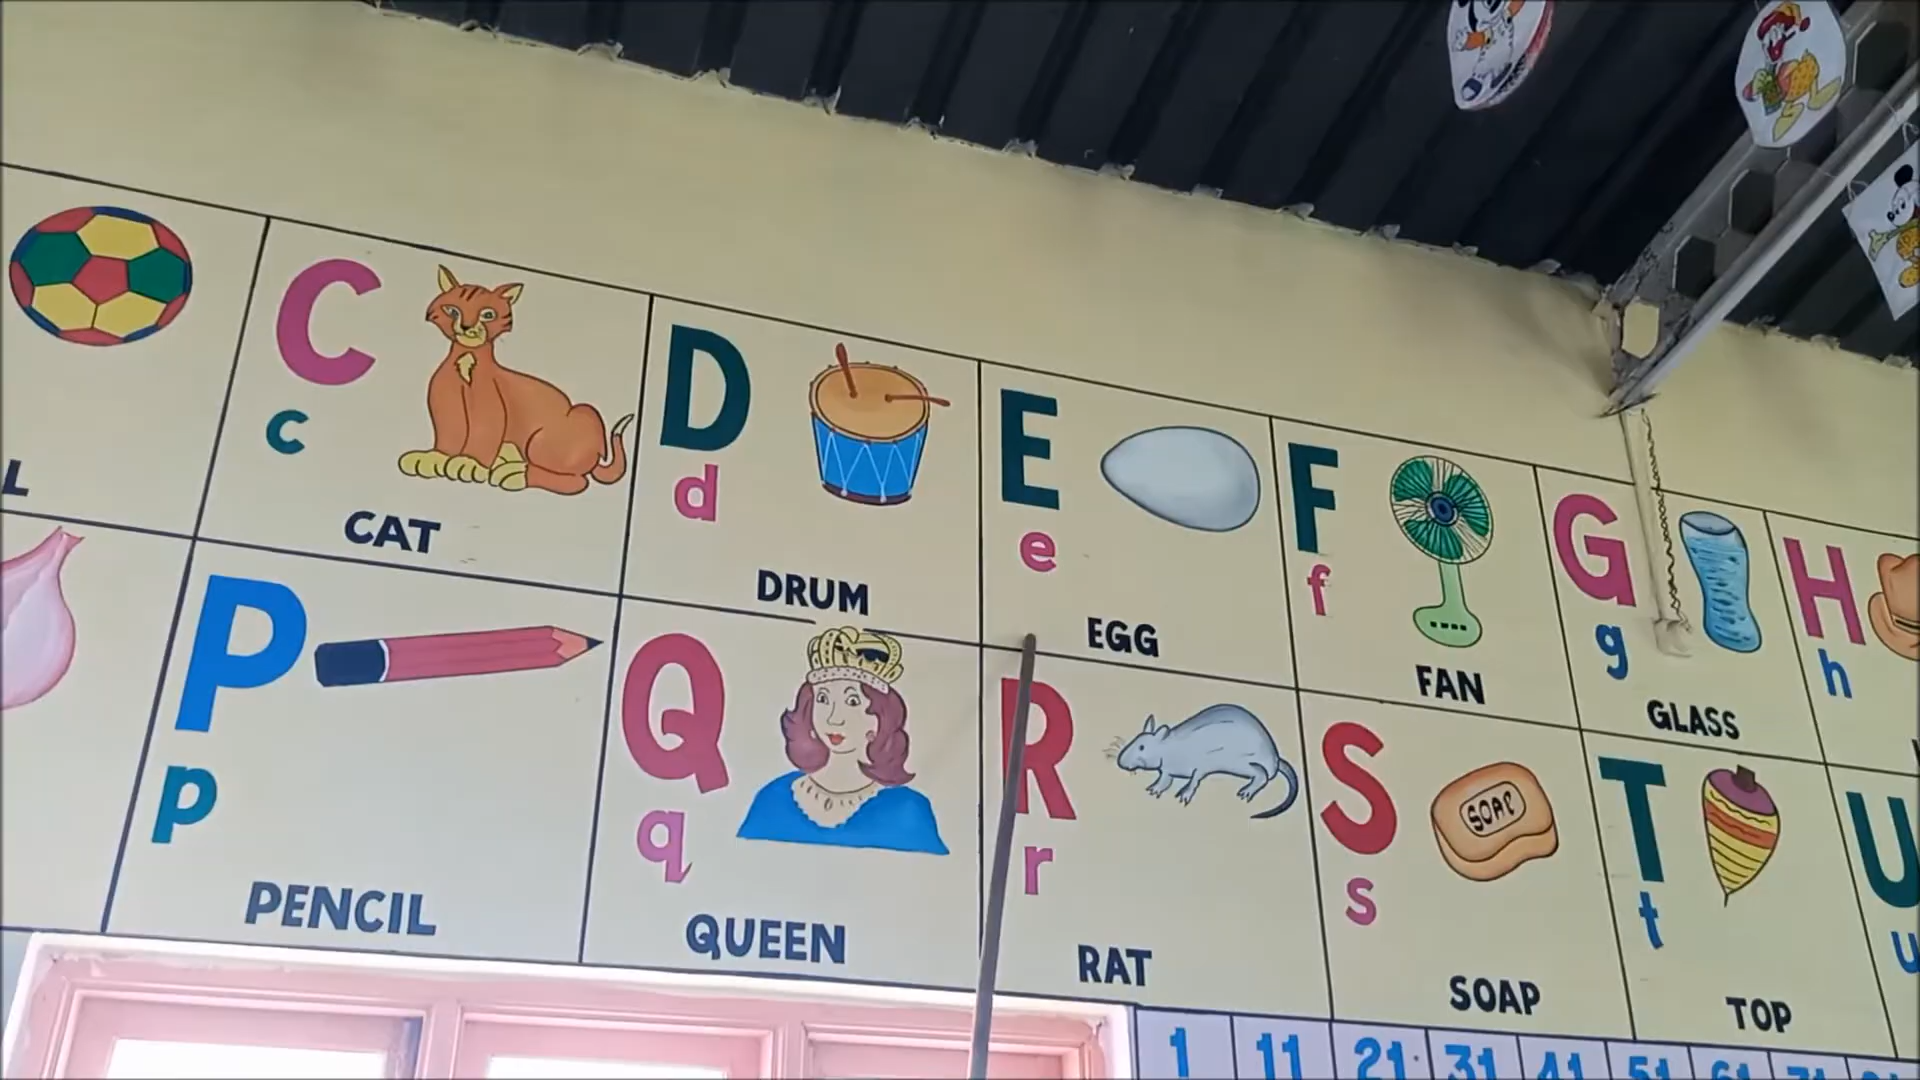 L
C
c
CAT
D
d
DRUM
E
e
EGG
F
f
FAN
G
g
GLASS
H
h
P
p
PENCIL
Q
q
QUEEN
R
r
RAT
S
s
SOAP
SOAP
T
t
TOP
U
u
1 11 21 31 41 51 61 71